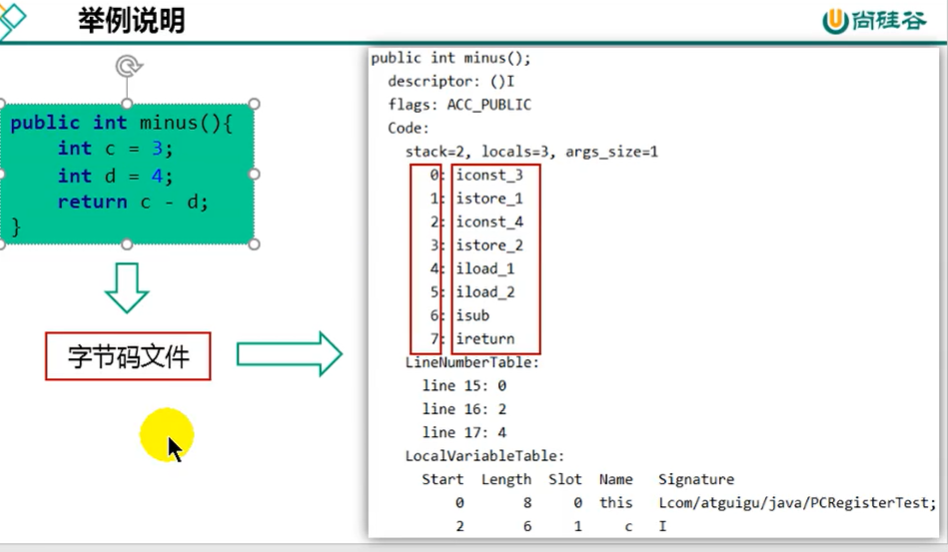 举例说明
尚硅谷
public int minus(){
    int c = 3;
    int d = 4;
    return c - d;
}
字节码文件
public int minus();
  descriptor: ()I
  flags: ACC_PUBLIC
  Code:
    stack=2, locals=3, args_size=1
      0: iconst_3
      1: istore_1
      2: iconst_4
      3: istore_2
      4: iload_1
      5: iload_2
      6: isub
      7: ireturn
    LineNumberTable:
      line 15: 0
      line 16: 2
      line 17: 4
    LocalVariableTable:
      Start  Length  Slot  Name   Signature
          0       8     0  this   Lcom/atguigu/java/PCRegisterTest;
          2       6     1     c   I